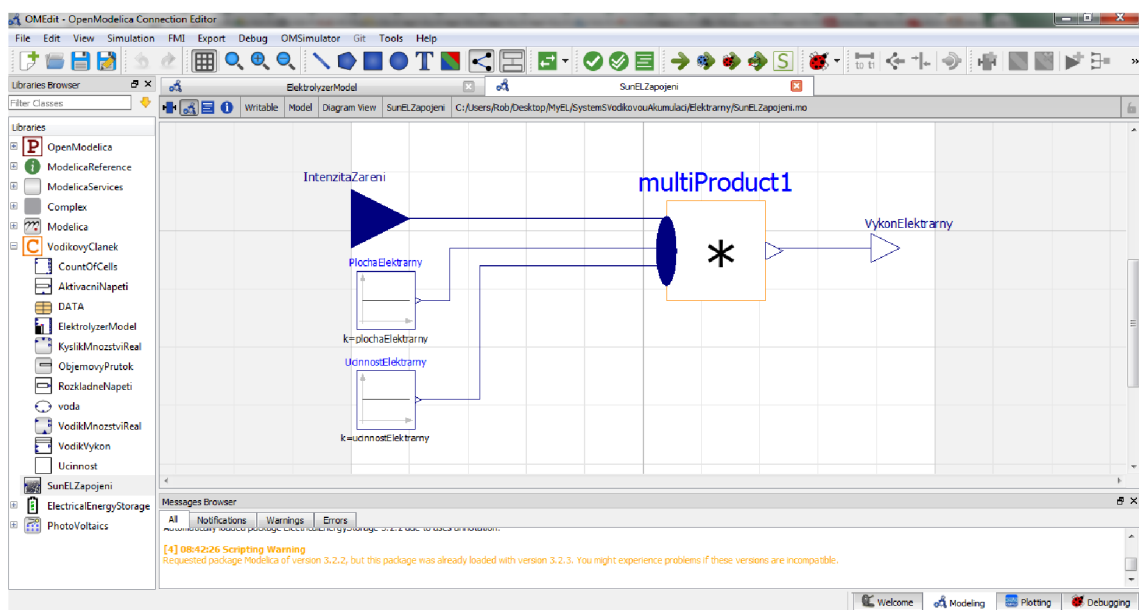 OMEdit - OpenModelica Connection Editor
File Edit View Simulation FMI Export Debug OMSimulator Git Tools Help
T S to ti »
Libraries Browser
ElektrolyzerModel SunELZapojeni
Filter Classes
Writable Model Diagram View SunELZapojeni C:/Users/Rob/Desktop/MyEL/SystemSVodikovouAkumulaci/Elektrarny/SunELZapojeni.mo
Libraries
P OpenModelica
i ModelicaReference
ModelicaServices
Complex
Modelica
C VodikovyClanek
CountOfCells
AktivacniNapeti
DATA
ElektrolyzerModel
KyslikMnozstviReal
ObjemovyPrutok
RozkladneNapeti
voda
VodikMnozstviReal
VodikVykon
Ucinnost
SunELZapojeni
ElectricalEnergyStorage
PhotoVoltaics
IntenzitaZareni
multiProduct1
*
VykonElektrarny
PlochaElektrarny
k=plochaElektrarny
UcinnostElektrarny
k=ucinnostElektrarny
Messages Browser
All Notifications Warnings Errors
[4] 08:42:26 Scripting Warning
Requested package Modelica of version 3.2.2, but this package was already loaded with version 3.2.3. You might experience problems if these versions are incompatible.
Welcome Modeling Plotting Debugging